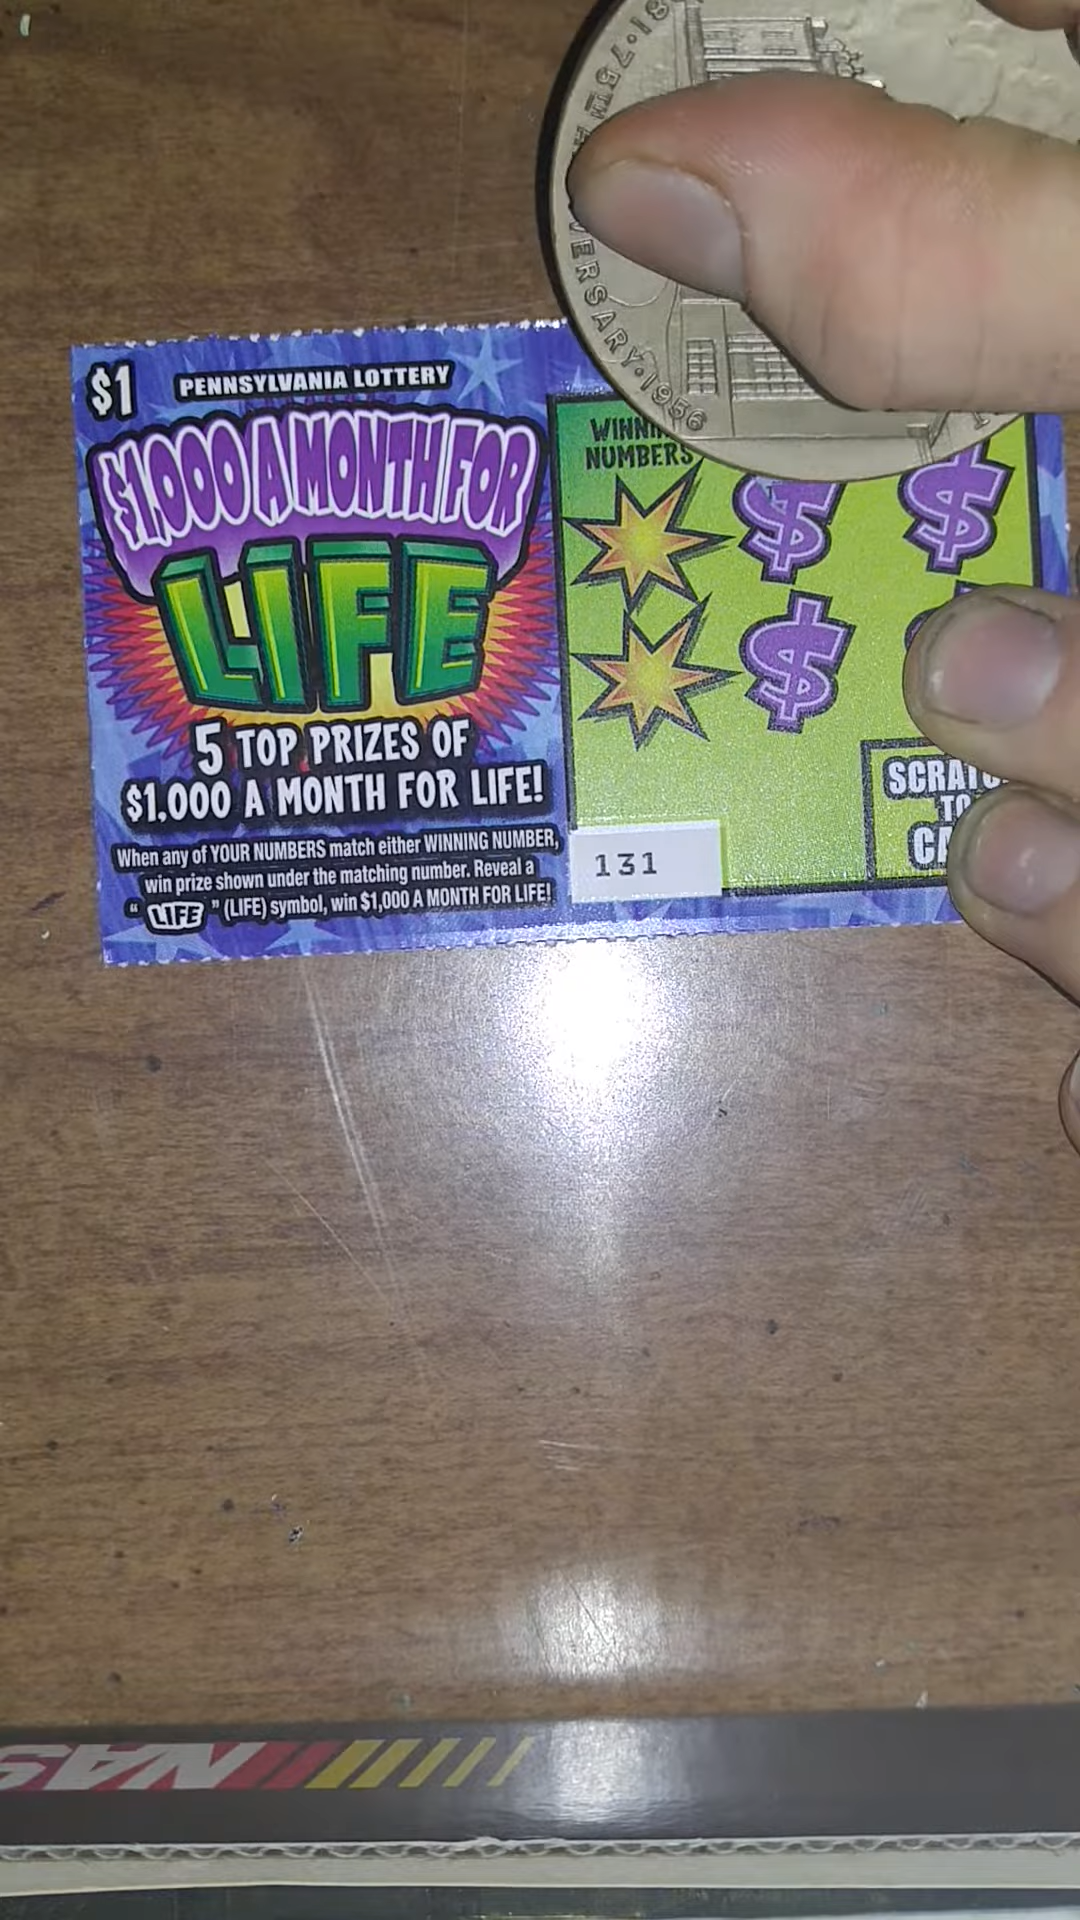 81·75TH
VERSARY·1956
$1
PENNSYLVANIA LOTTERY
$1,000 A MONTH FOR
LIFE
5 TOP PRIZES OF
$1,000 A MONTH FOR LIFE!
When any of YOUR NUMBERS match either WINNING NUMBER,
win prize shown under the matching number. Reveal a
“ LIFE ” (LIFE) symbol, win $1,000 A MONTH FOR LIFE!
NUMBERS
$ $
$
131